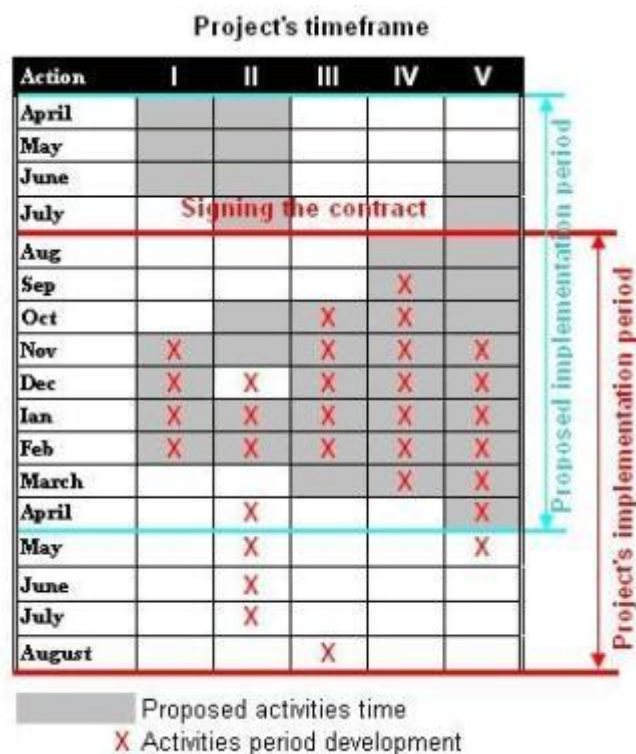 Project's timeframe
Action I II III IV V
April
May
June
July
Signing the contract
Aug
Sep X
Oct X X
Nov X X X X
Dec X X X X X
Ian X X X X X
Feb X X X X X
March X X
April X X
May X X
June X
July X
August X
Proposed implementation period
Project's implementation period
Proposed activities time
X Activities period development